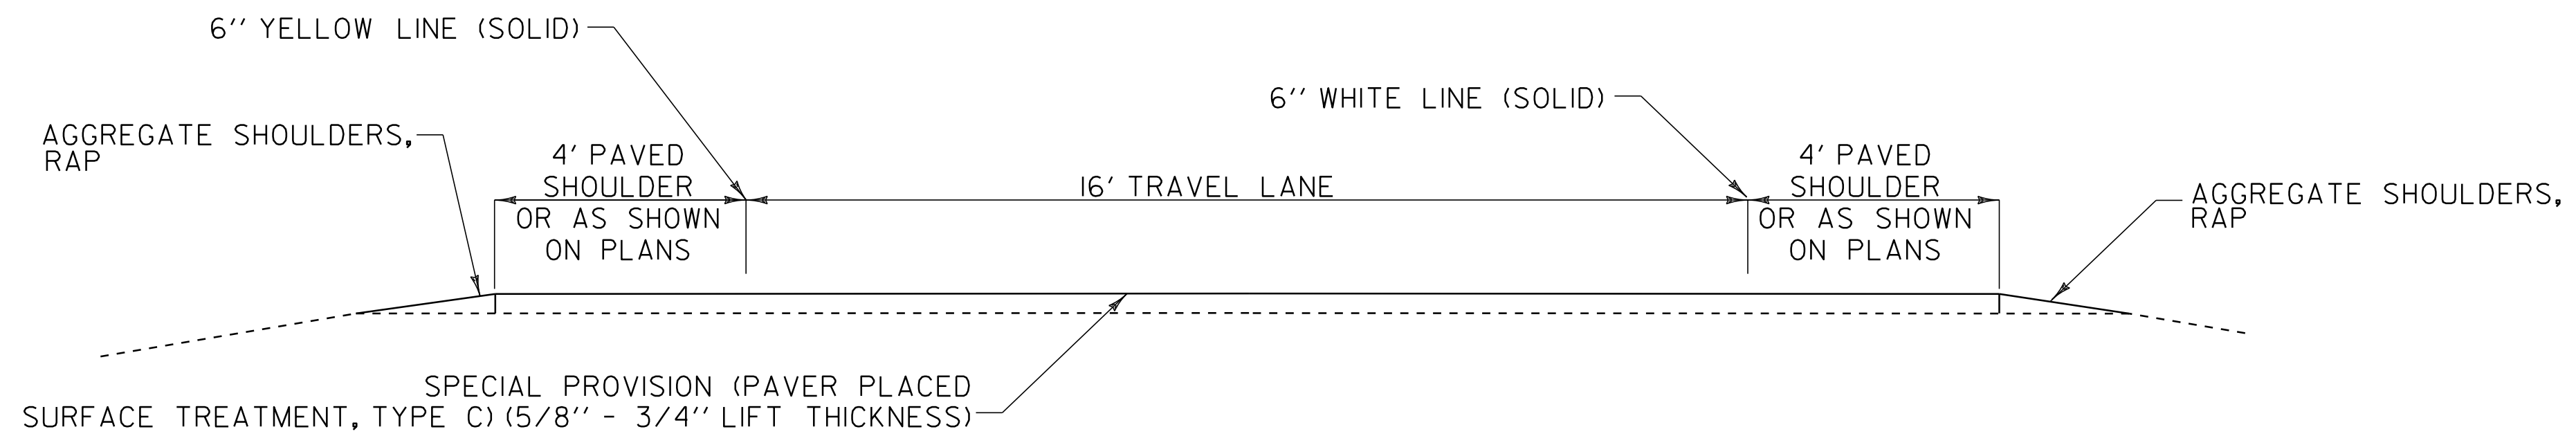 6'' YELLOW LINE (SOLID)
6'' WHITE LINE (SOLID)
AGGREGATE SHOULDERS,
RAP
4' PAVED
SHOULDER
OR AS SHOWN
ON PLANS
16' TRAVEL LANE
4' PAVED
SHOULDER
OR AS SHOWN
ON PLANS
AGGREGATE SHOULDERS,
RAP
SPECIAL PROVISION (PAVER PLACED
SURFACE TREATMENT, TYPE C) (5/8'' - 3/4'' LIFT THICKNESS)